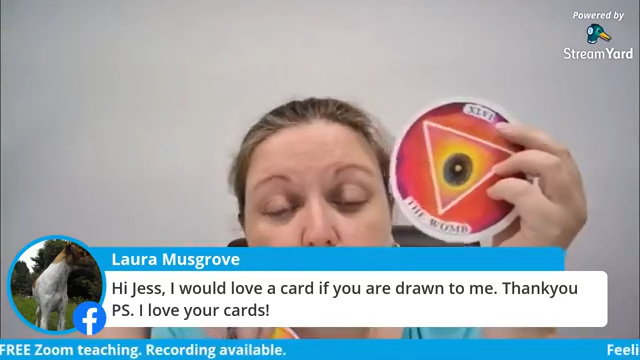 Powered by
StreamYard
XLVI
THE WOMB
Laura Musgrove
Hi Jess, I would love a card if you are drawn to me. Thankyou
PS. I love your cards!
FREE Zoom teaching. Recording available.
Feeli